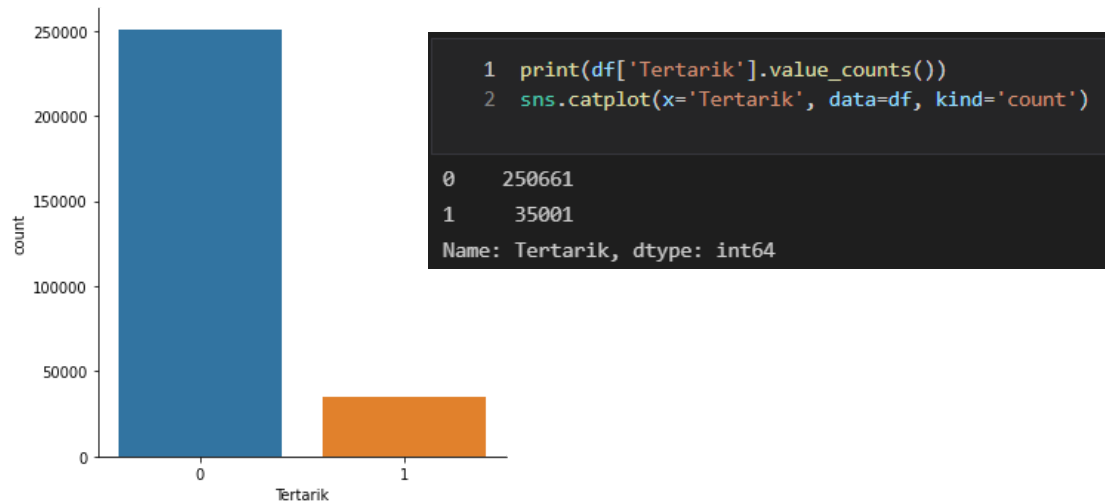 250000
200000
150000
100000
50000
0
count
0 1
Tertarik
1 print(df['Tertarik'].value_counts())
2 sns.catplot(x='Tertarik', data=df, kind='count')
0 250661
1 35001
Name: Tertarik, dtype: int64